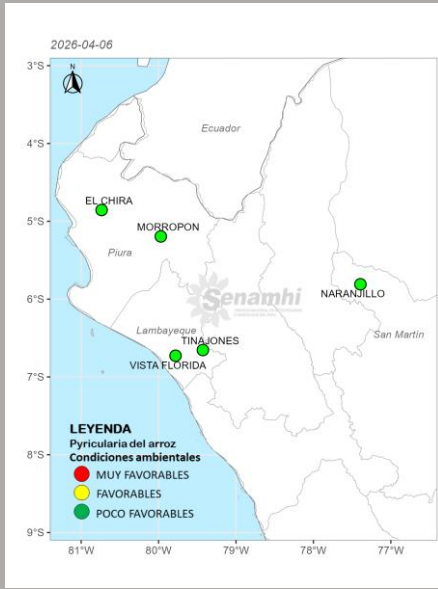 2026-04-06
3°S
N
Ecuador
4°S
EL CHIRA
5°S
MORROPON
Piura
Senamhi
6°S
NARANJILLO
Lambayeque
TINAJONES
San Martín
VISTA FLORIDA
7°S
LEYENDA
Pyricularia del arroz
Condiciones ambientales
MUY FAVORABLES
8°S
FAVORABLES
POCO FAVORABLES
9°S
81°W 80°W 79°W 78°W 77°W